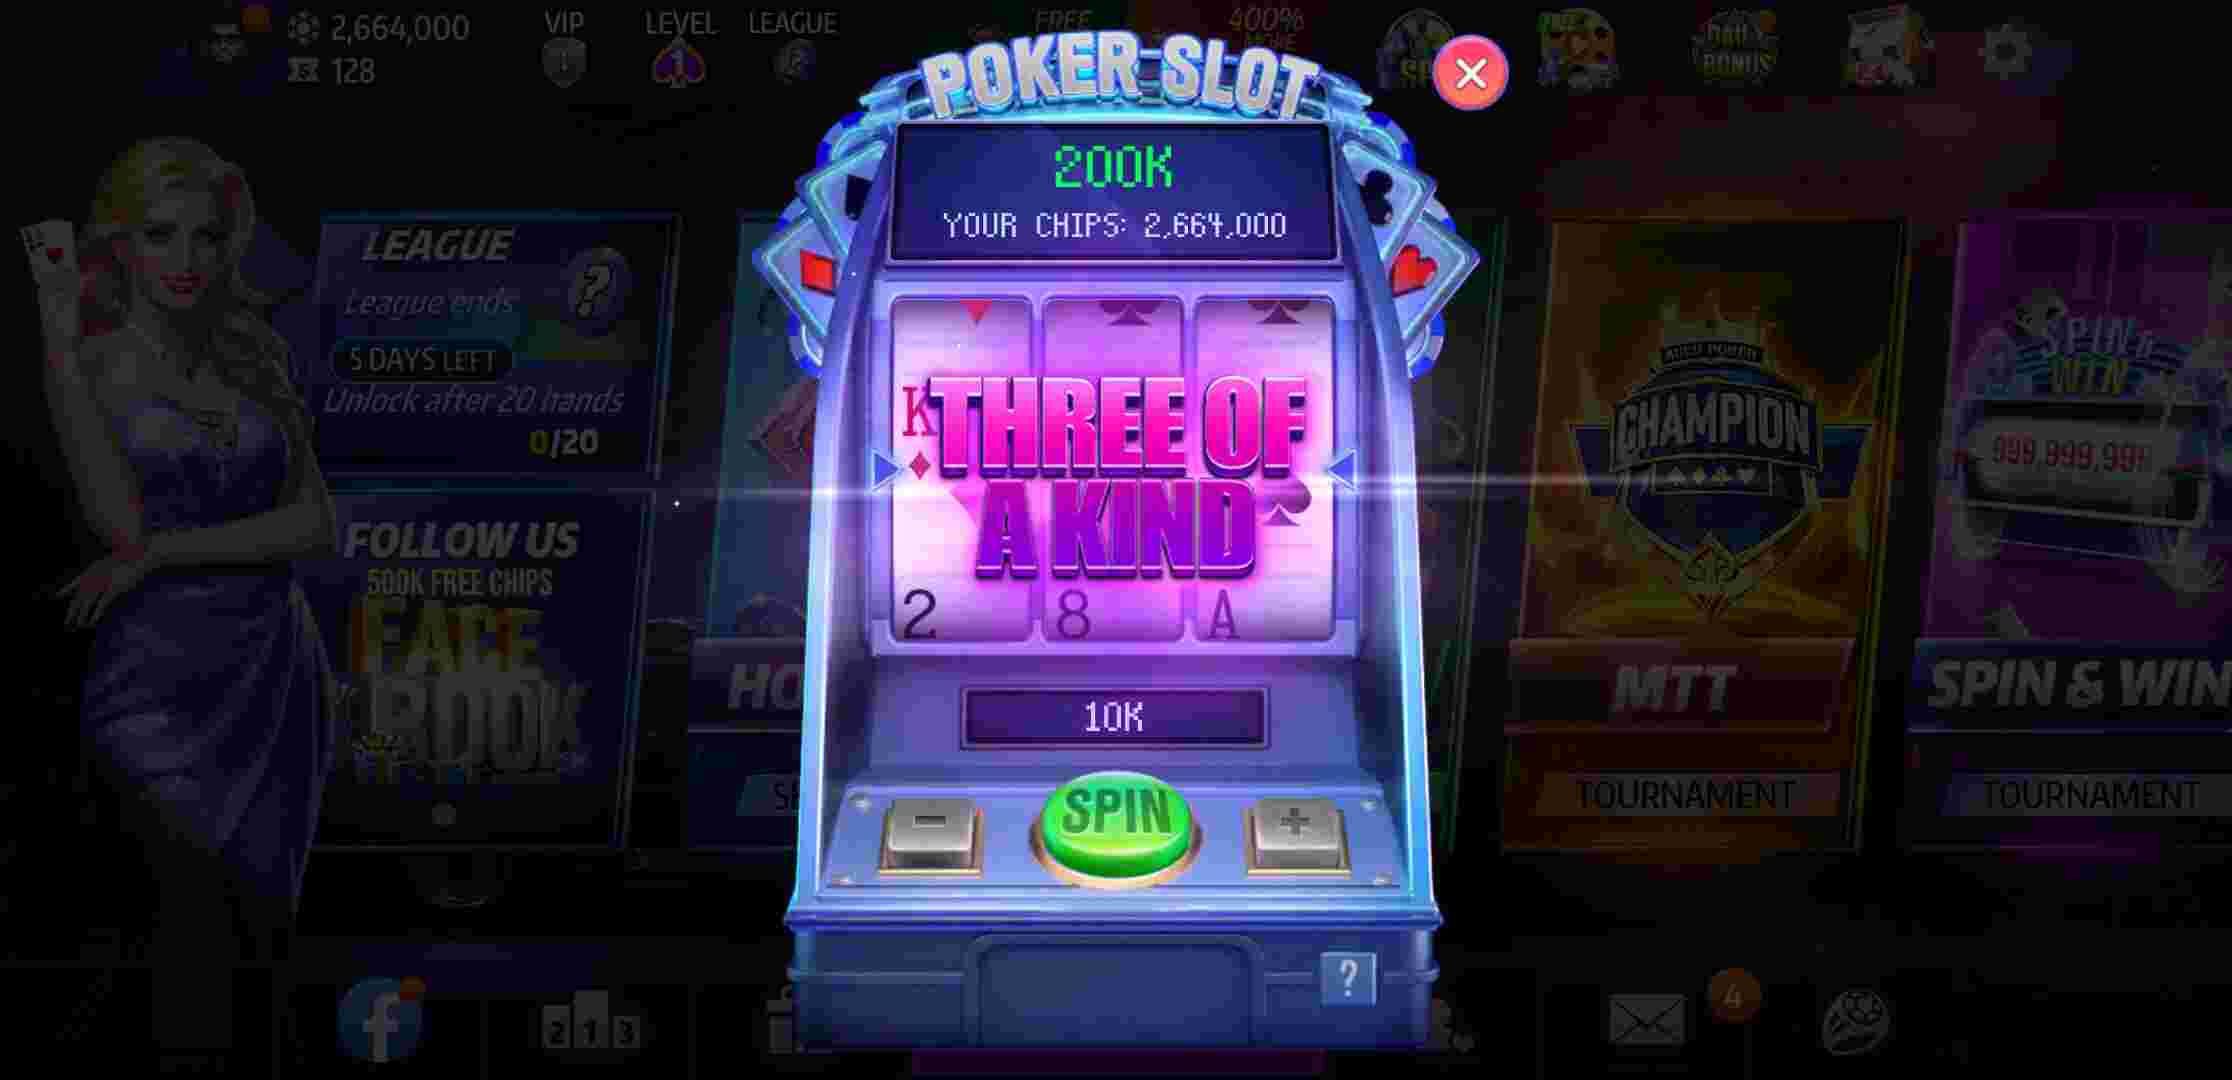 2,664,000
128
VIP
LEVEL
1
LEAGUE
FREE
400%
MORE
FREE
DAILY
BONUS
POKER SLOT
200K
YOUR CHIPS: 2,664,000
LEAGUE
League ends
?
5 DAYS LEFT
Unlock after 20 hands
0/20
K
THREE OF
A KIND
2
8
A
FOLLOW US
500K FREE CHIPS
FACE
BOOK
10K
SPIN
-
+
HO
CHAMPION
MTT
TOURNAMENT
SPIN &
WIN
999,999,99
SPIN & WIN
TOURNAMENT
?
f
2 1 3
4